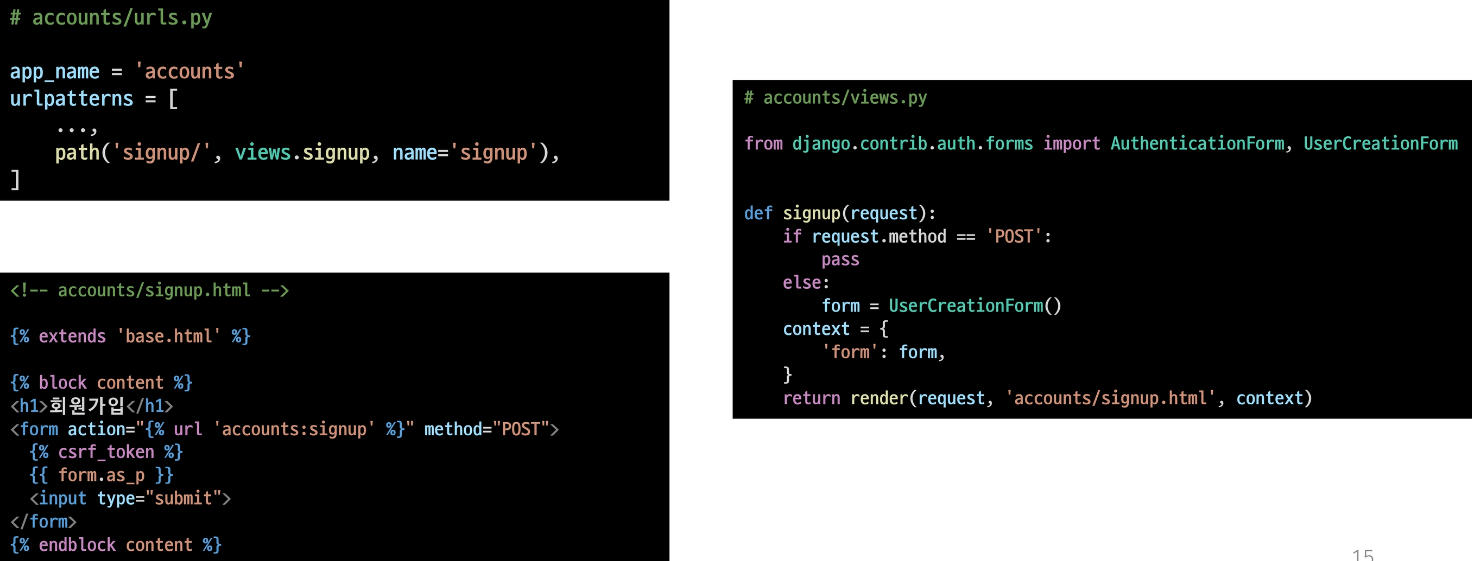 # accounts/urls.py
app_name = 'accounts'
urlpatterns = [
    ...,
    path('signup/', views.signup, name='signup'),
]
<!-- accounts/signup.html -->
{% extends 'base.html' %}
{% block content %}
<h1>회원가입</h1>
<form action="{% url 'accounts:signup' %}" method="POST">
  {% csrf_token %}
  {{ form.as_p }}
  <input type="submit">
</form>
{% endblock content %}
# accounts/views.py
from django.contrib.auth.forms import AuthenticationForm, UserCreationForm
def signup(request):
    if request.method == 'POST':
        pass
    else:
        form = UserCreationForm()
    context = {
        'form': form,
    }
    return render(request, 'accounts/signup.html', context)
15